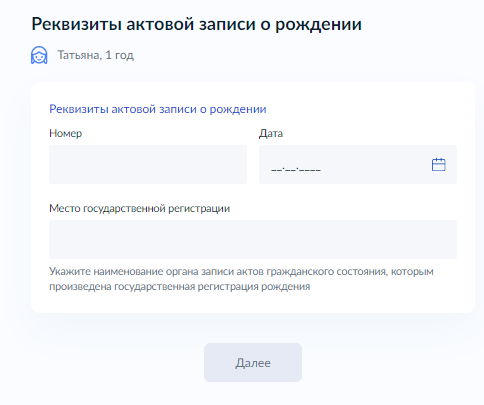 Реквизиты актовой записи о рождении
Татьяна, 1 год
Реквизиты актовой записи о рождении
Номер
Дата
__.__.____
Место государственной регистрации
Укажите наименование органа записи актов гражданского состояния, которым
произведена государственная регистрация рождения
Далее